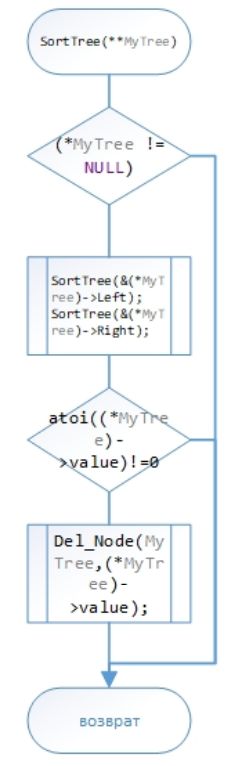 SortTree(**MyTree)
(*MyTree !=
NULL)
SortTree(&(*MyT
ree)->Left);
SortTree(&(*MyT
ree)->Right);
atoi((*MyTre
e)-
>value)!=0
Del_Node(My
Tree,(*MyTr
ee)-
>value);
возврат